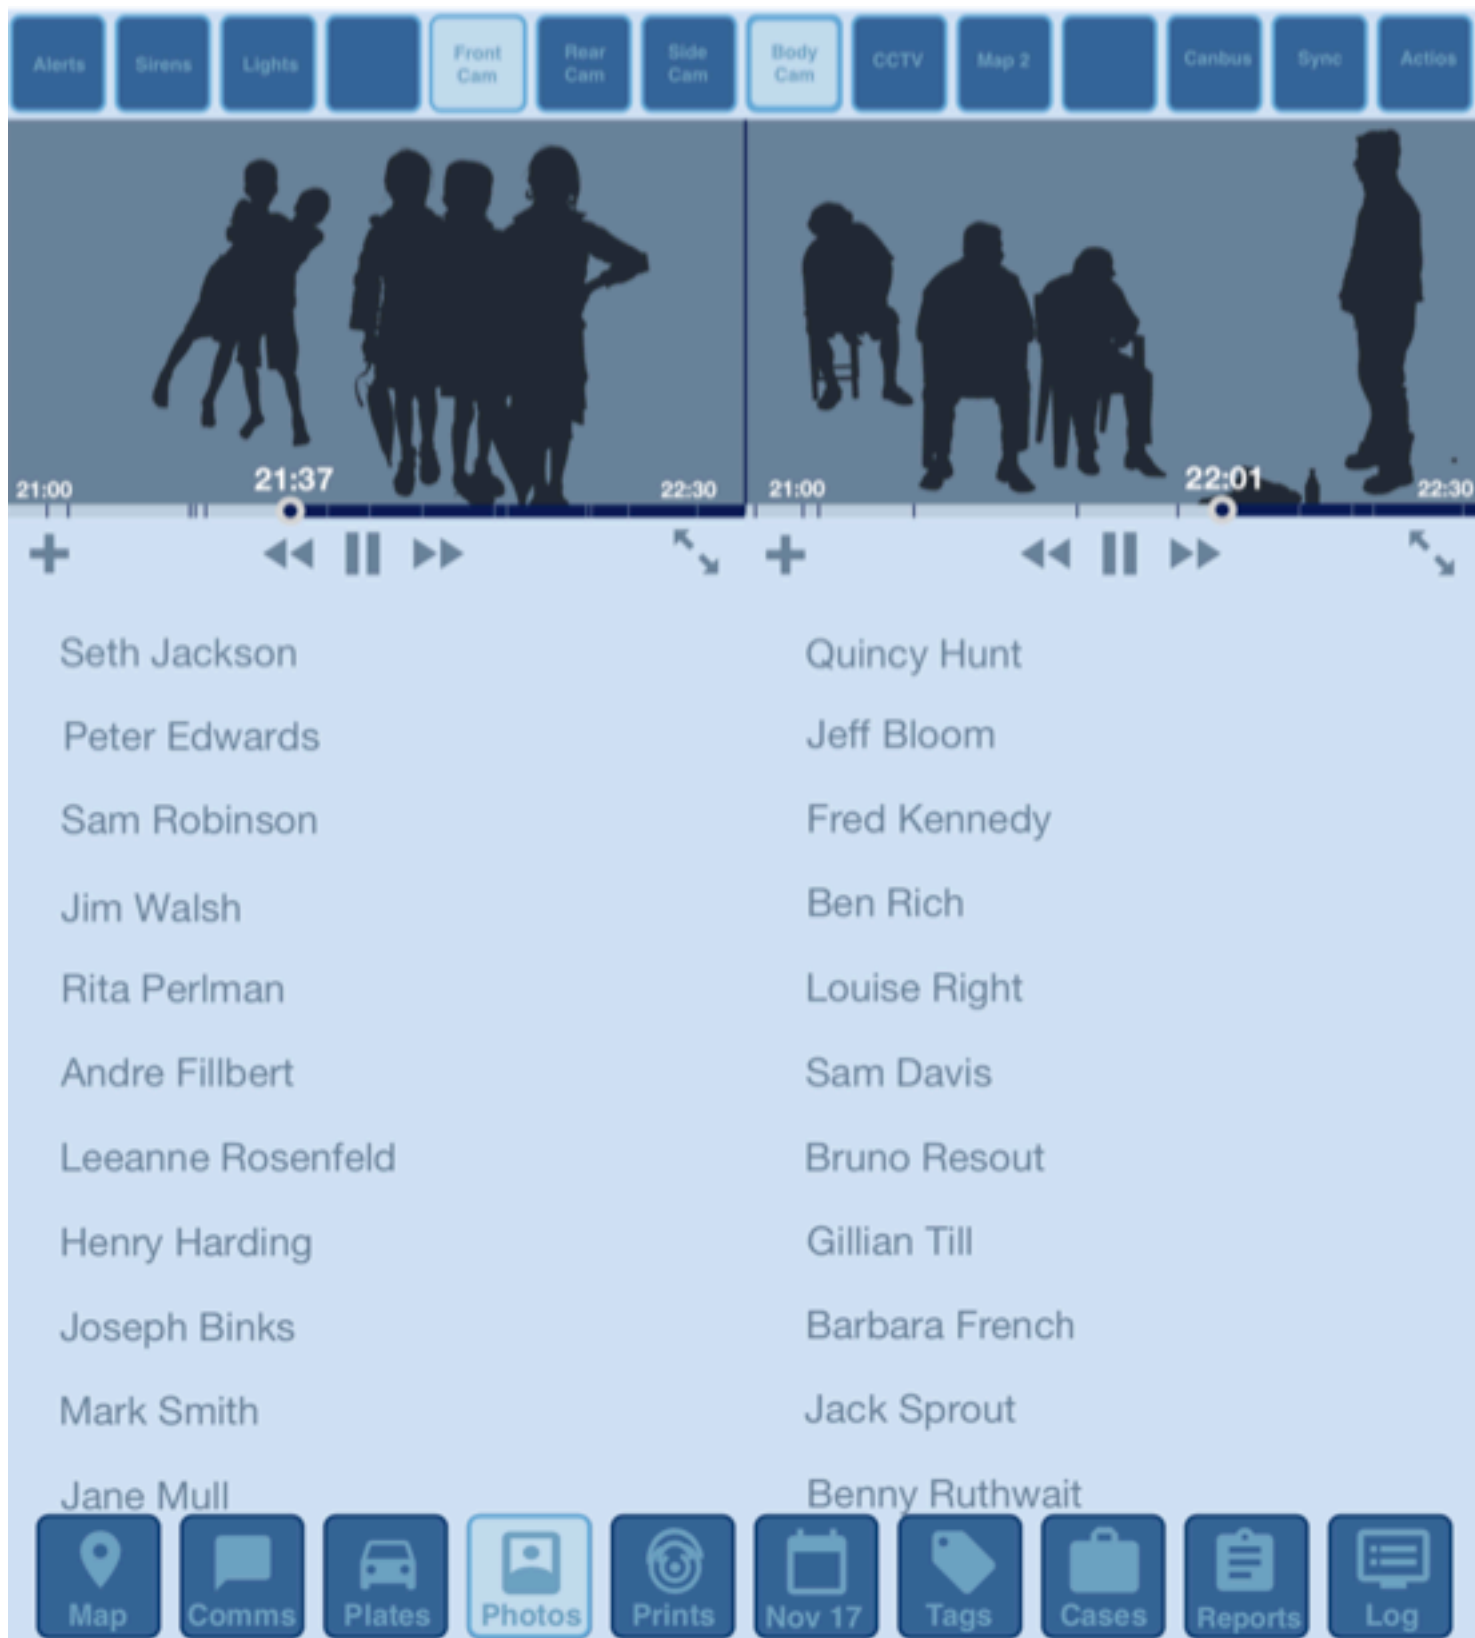 Alerts
Sirens
Lights
Front
Cam
Rear
Cam
Side
Cam
Body
Cam
CCTV
Map 2
Canbus
Sync
Actios
21:00
21:37
22:30
21:00
22:01
22:30
Seth Jackson
Peter Edwards
Sam Robinson
Jim Walsh
Rita Perlman
Andre Fillbert
Leeanne Rosenfeld
Henry Harding
Joseph Binks
Mark Smith
Jane Mull
Quincy Hunt
Jeff Bloom
Fred Kennedy
Ben Rich
Louise Right
Sam Davis
Bruno Resout
Gillian Till
Barbara French
Jack Sprout
Benny Ruthwait
Map
Comms
Plates
Photos
Prints
Nov 17
Tags
Cases
Reports
Log